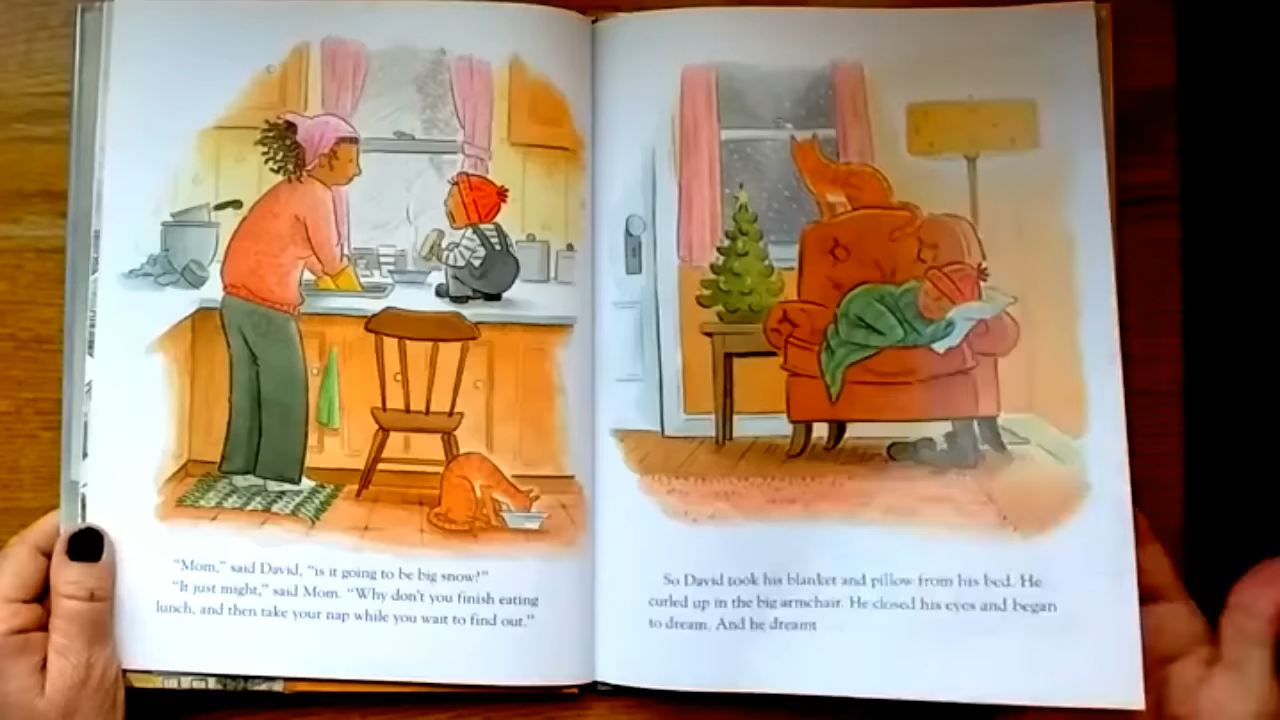 "Mom," said David, "is it going to be big snow?"
"It just might," said Mom. "Why don't you finish eating
lunch, and then take your nap while you wait to find out."
So David took his blanket and pillow from his bed. He
curled up in the big armchair. He closed his eyes and began
to dream. And he dreamt